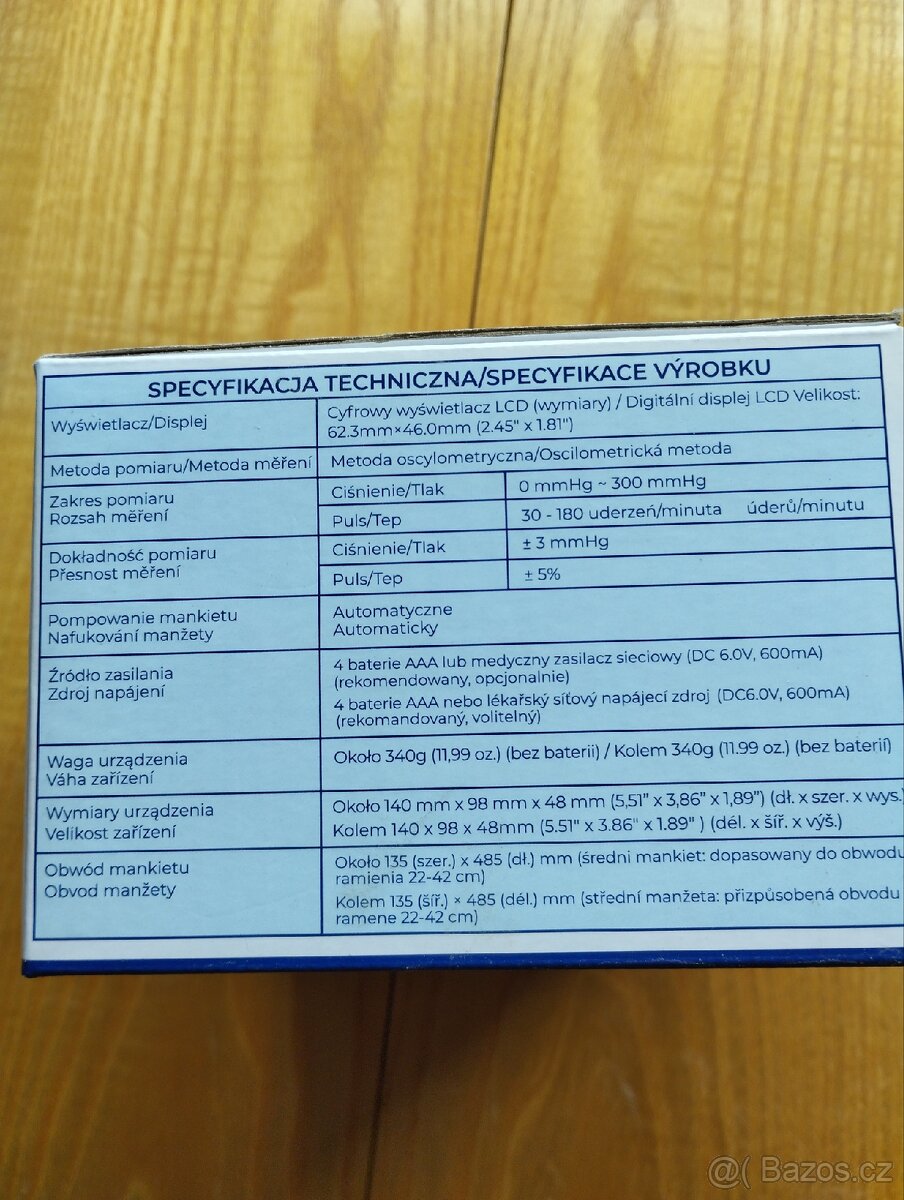 SPECYFIKACJA TECHNICZNA/SPECYFIKACE VÝROBKU
Wyświetlacz/Displej
Cyfrowy wyświetlacz LCD (wymiary) / Digitální displej LCD Velikost:
62.3mm×46.0mm (2.45" x 1.81")
Metoda pomiaru/Metoda měření
Metoda oscylometryczna/Oscilometrická metoda
Zakres pomiaru
Rozsah měření
Ciśnienie/Tlak
0 mmHg ~ 300 mmHg
Puls/Tep
30 - 180 uderzeń/minuta úderů/minutu
Dokładność pomiaru
Přesnost měření
Ciśnienie/Tlak
± 3 mmHg
Puls/Tep
± 5%
Pompowanie mankietu
Nafukování manžety
Automatyczne
Automaticky
Źródło zasilania
Zdroj napájení
4 baterie AAA lub medyczny zasilacz sieciowy (DC 6.0V, 600mA)
(rekomendowany, opcjonalnie)
4 baterie AAA nebo lékařský síťový napájecí zdroj (DC6.0V, 600mA)
(rekomandovaný, volitelný)
Waga urządzenia
Váha zařízení
Około 340g (11,99 oz.) (bez baterii) / Kolem 340g (11.99 oz.) (bez baterií)
Wymiary urządzenia
Velikost zařízení
Około 140 mm x 98 mm x 48 mm (5,51" x 3,86" x 1,89") (dł. x szer. x wys.)
Kolem 140 x 98 x 48mm (5.51" x 3.86" x 1.89" ) (dél. x šíř. x výš.)
Obwód mankietu
Obvod manžety
Około 135 (szer.) x 485 (dł.) mm (średni mankiet: dopasowany do obwodu
ramienia 22-42 cm)
Kolem 135 (šíř.) × 485 (dél.) mm (střední manžeta: přizpůsobená obvodu
ramene 22-42 cm)
@( Bazos.cz